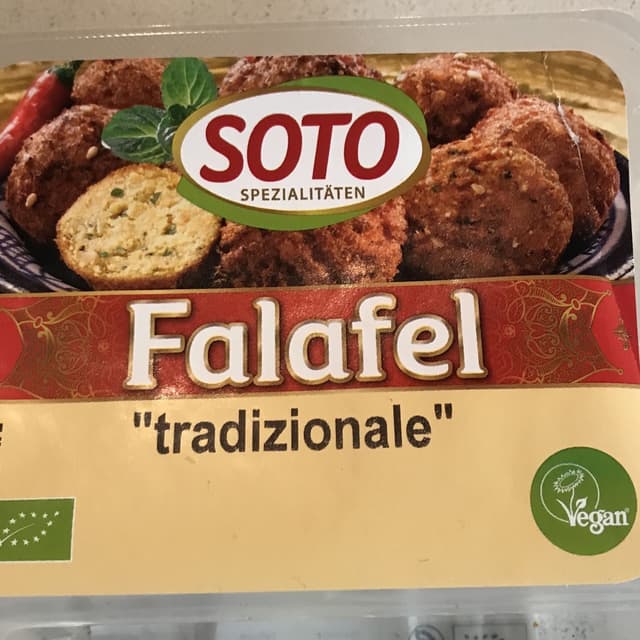 SOTO
SPEZIALITÄTEN
Falafel
"tradizionale"
Vegan